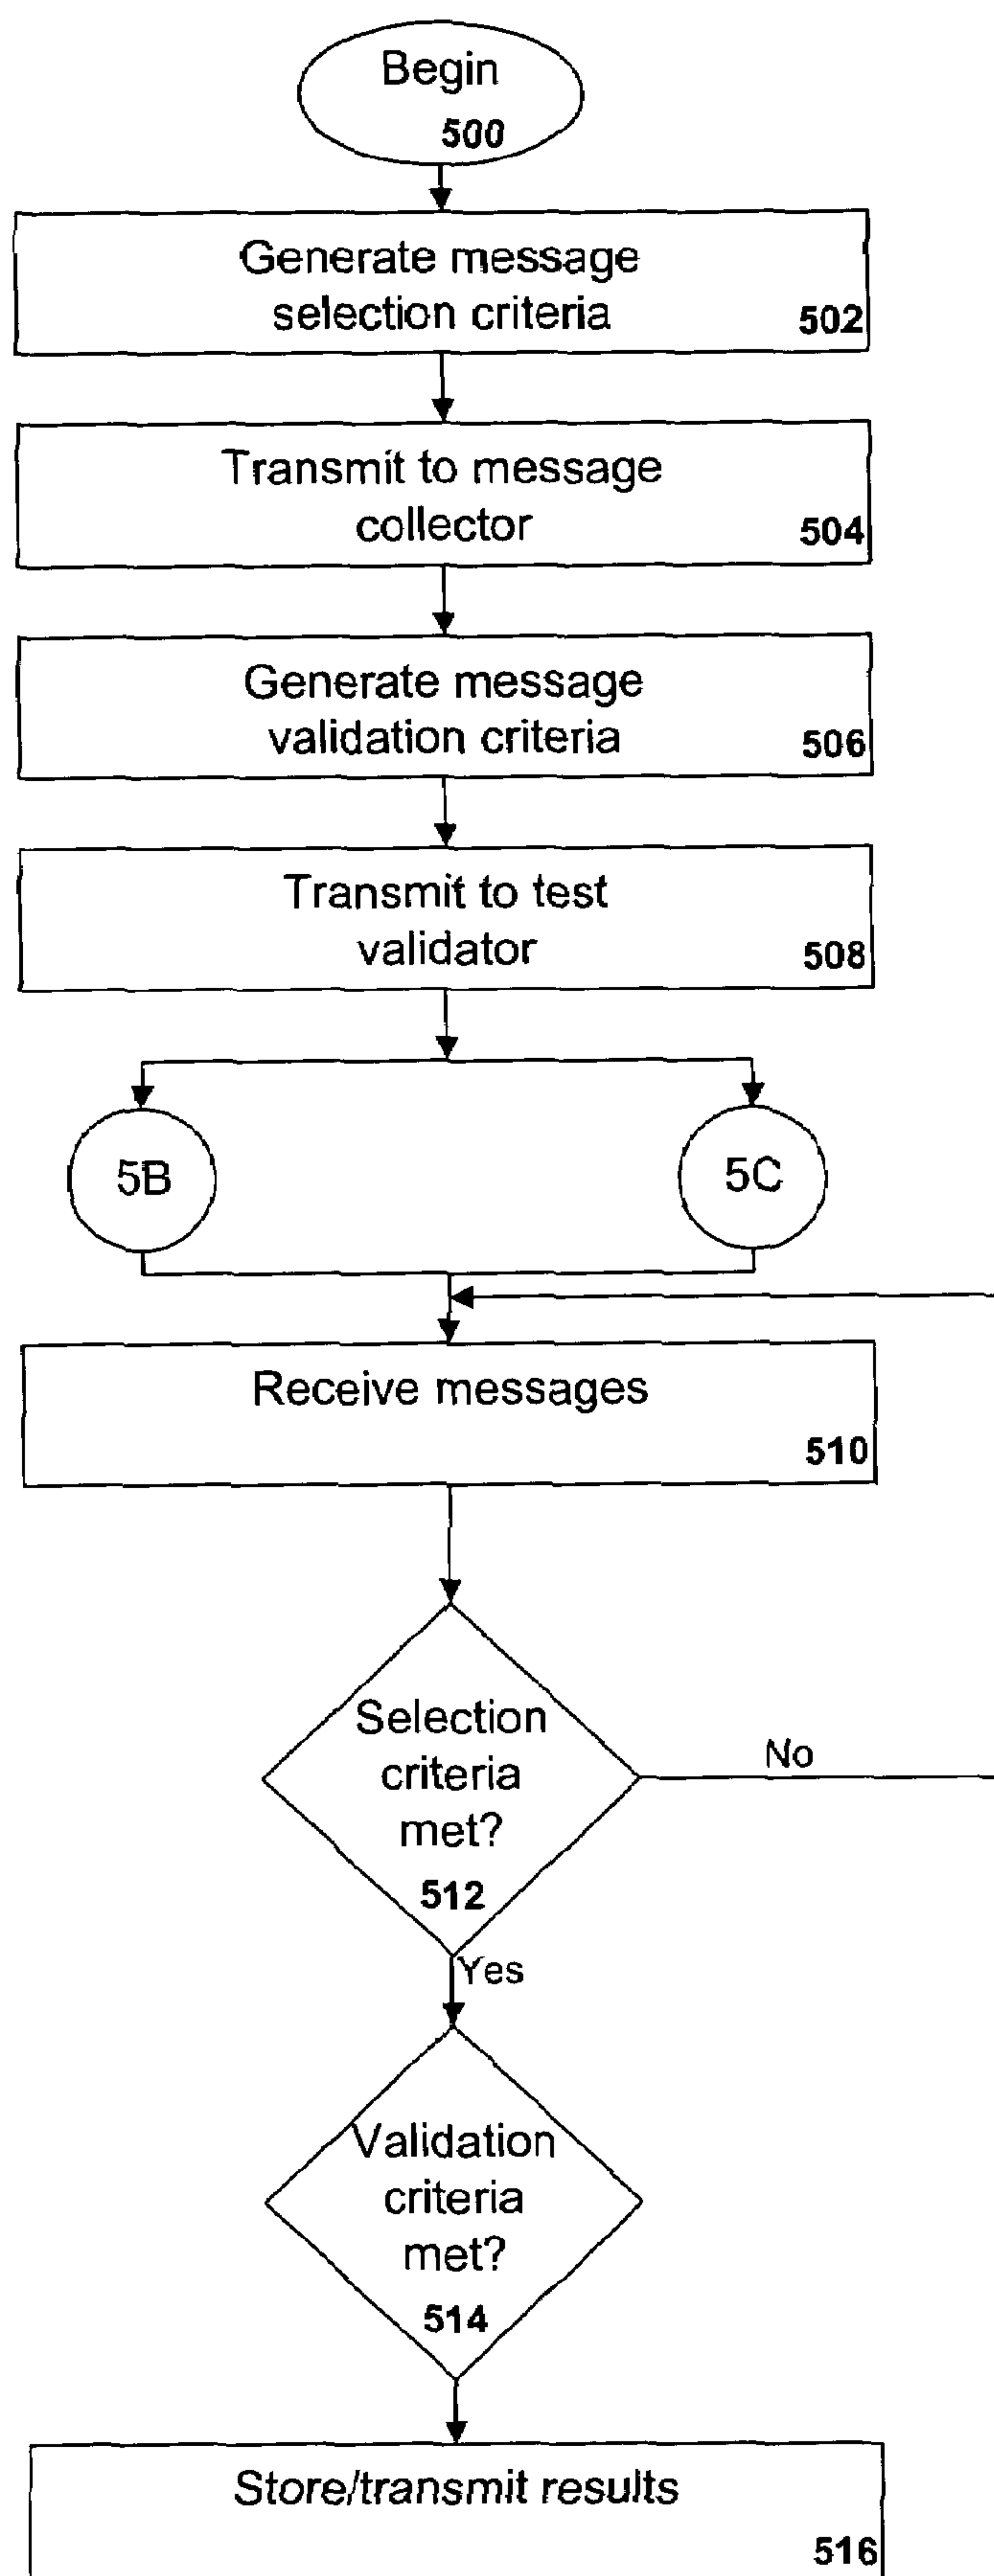 Begin
500
Generate message
selection criteria
502
Transmit to message
collector
504
Generate message
validation criteria
506
Transmit to test
validator
508
5B
5C
Receive messages
510
Selection
criteria
met?
512
No
Yes
Validation
criteria
met?
514
Store/transmit results
516